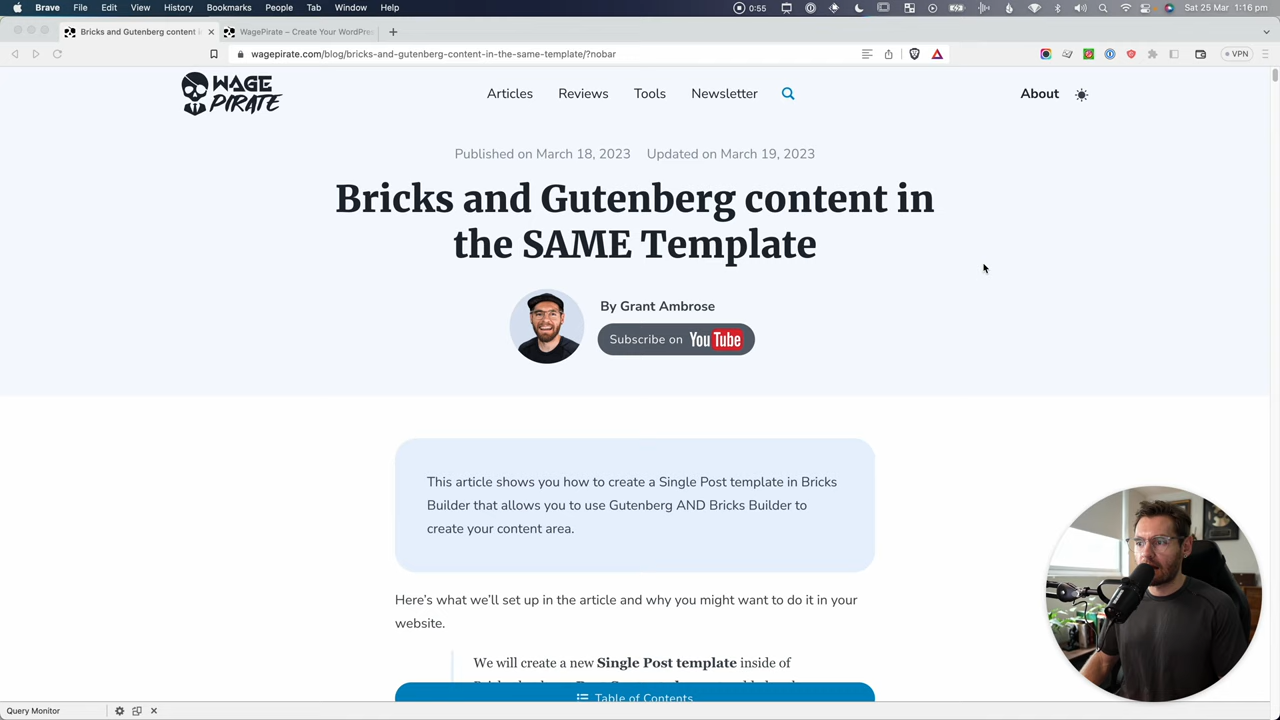 Brave File Edit View History Bookmarks People Tab Window Help 0:55 Sat 25 Mar 1:16 pm
Bricks and Gutenberg content i
WagePirate – Create Your WordPres
wagepirate.com/blog/bricks-and-gutenberg-content-in-the-same-template/?nobar
VPN
WAGE
PIRATE
Articles Reviews Tools Newsletter About
Published on March 18, 2023 Updated on March 19, 2023
Bricks and Gutenberg content in
the SAME Template
By Grant Ambrose
Subscribe on YouTube
This article shows you how to create a Single Post template in Bricks
Builder that allows you to use Gutenberg AND Bricks Builder to
create your content area.
Here's what we'll set up in the article and why you might want to do it in your
website.
We will create a new Single Post template inside of
Table of Contents
Query Monitor